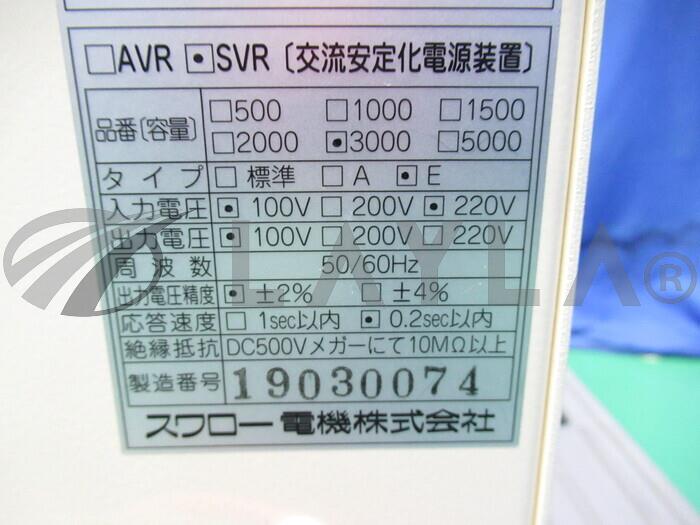 □AVR ▣SVR〔交流安定化電源装置〕
品番〔容量〕 □500 □1000 □1500
□2000 ▣3000 □5000
タイプ □標準 □A ▣E
入力電圧 ▣100V □200V ▣220V
出力電圧 ▣100V □200V □220V
周波数 50/60Hz
出力電圧精度 ▣±2% □±4%
応答速度 □1sec以内 ▣0.2sec以内
絶縁抵抗 DC500Vメガーにて10MΩ以上
製造番号 19030074
スワロー電機株式会社
LAYLA®